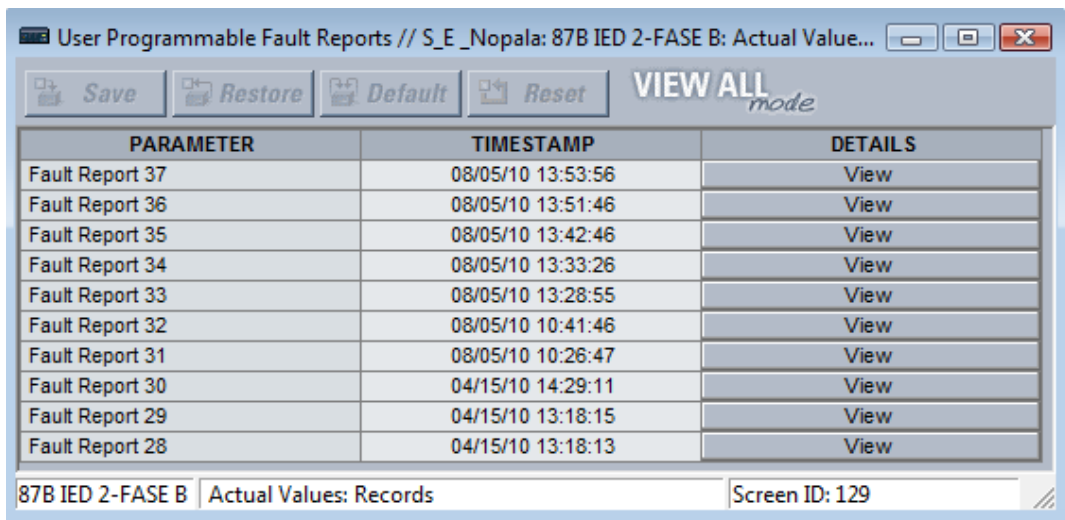 User Programmable Fault Reports // S_E _Nopala: 87B IED 2-FASE B: Actual Value...
Save Restore Default Reset VIEW ALL mode
PARAMETER TIMESTAMP DETAILS
Fault Report 37 08/05/10 13:53:56 View
Fault Report 36 08/05/10 13:51:46 View
Fault Report 35 08/05/10 13:42:46 View
Fault Report 34 08/05/10 13:33:26 View
Fault Report 33 08/05/10 13:28:55 View
Fault Report 32 08/05/10 10:41:46 View
Fault Report 31 08/05/10 10:26:47 View
Fault Report 30 04/15/10 14:29:11 View
Fault Report 29 04/15/10 13:18:15 View
Fault Report 28 04/15/10 13:18:13 View
87B IED 2-FASE B Actual Values: Records Screen ID: 129